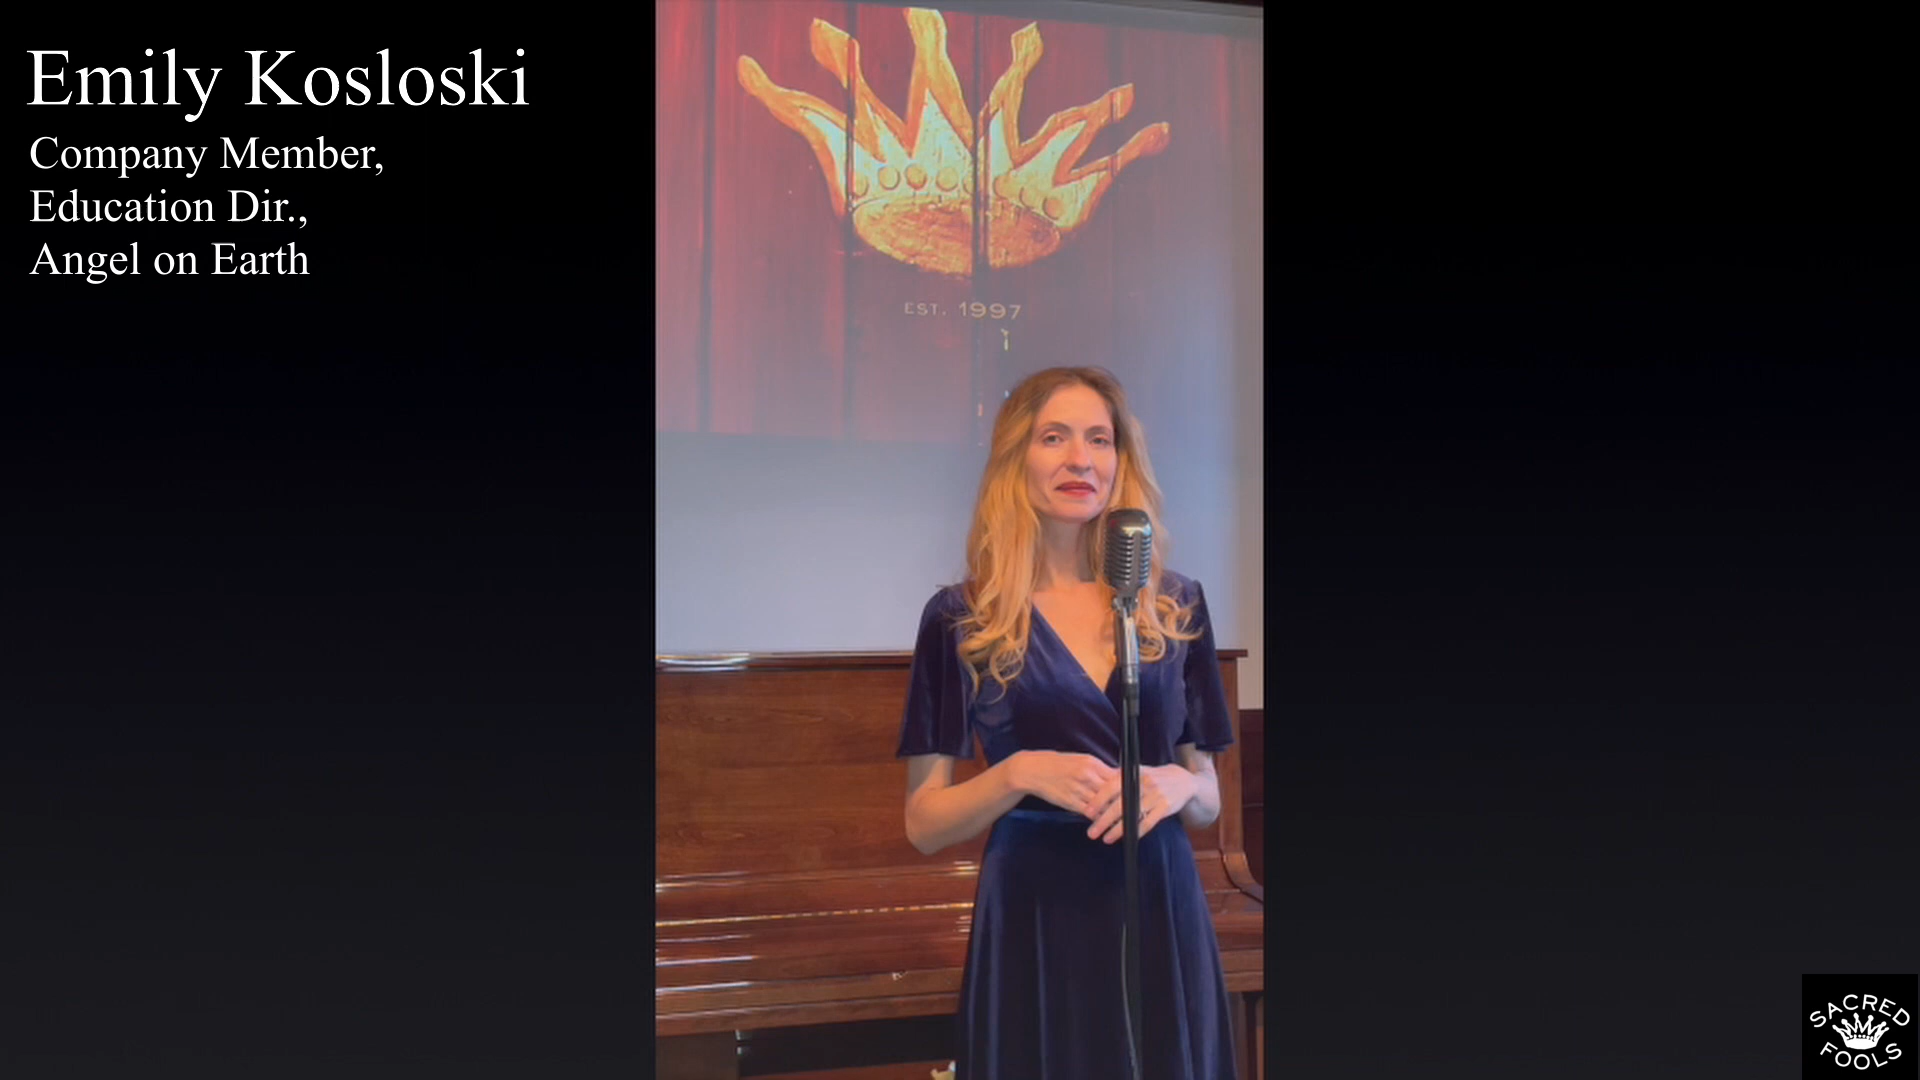 Emily Kosloski
Company Member,
Education Dir.,
Angel on Earth
EST. 1997
SACRED
FOOLS